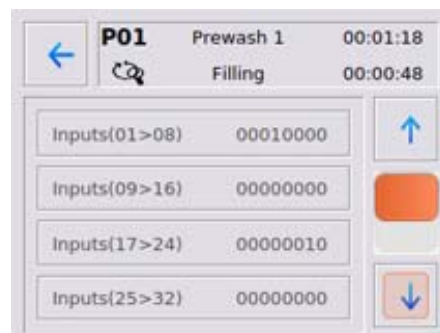 P01 Prewash 1 00:01:18
Filling 00:00:48
Inputs(01>08) 00010000
Inputs(09>16) 00000000
Inputs(17>24) 00000010
Inputs(25>32) 00000000